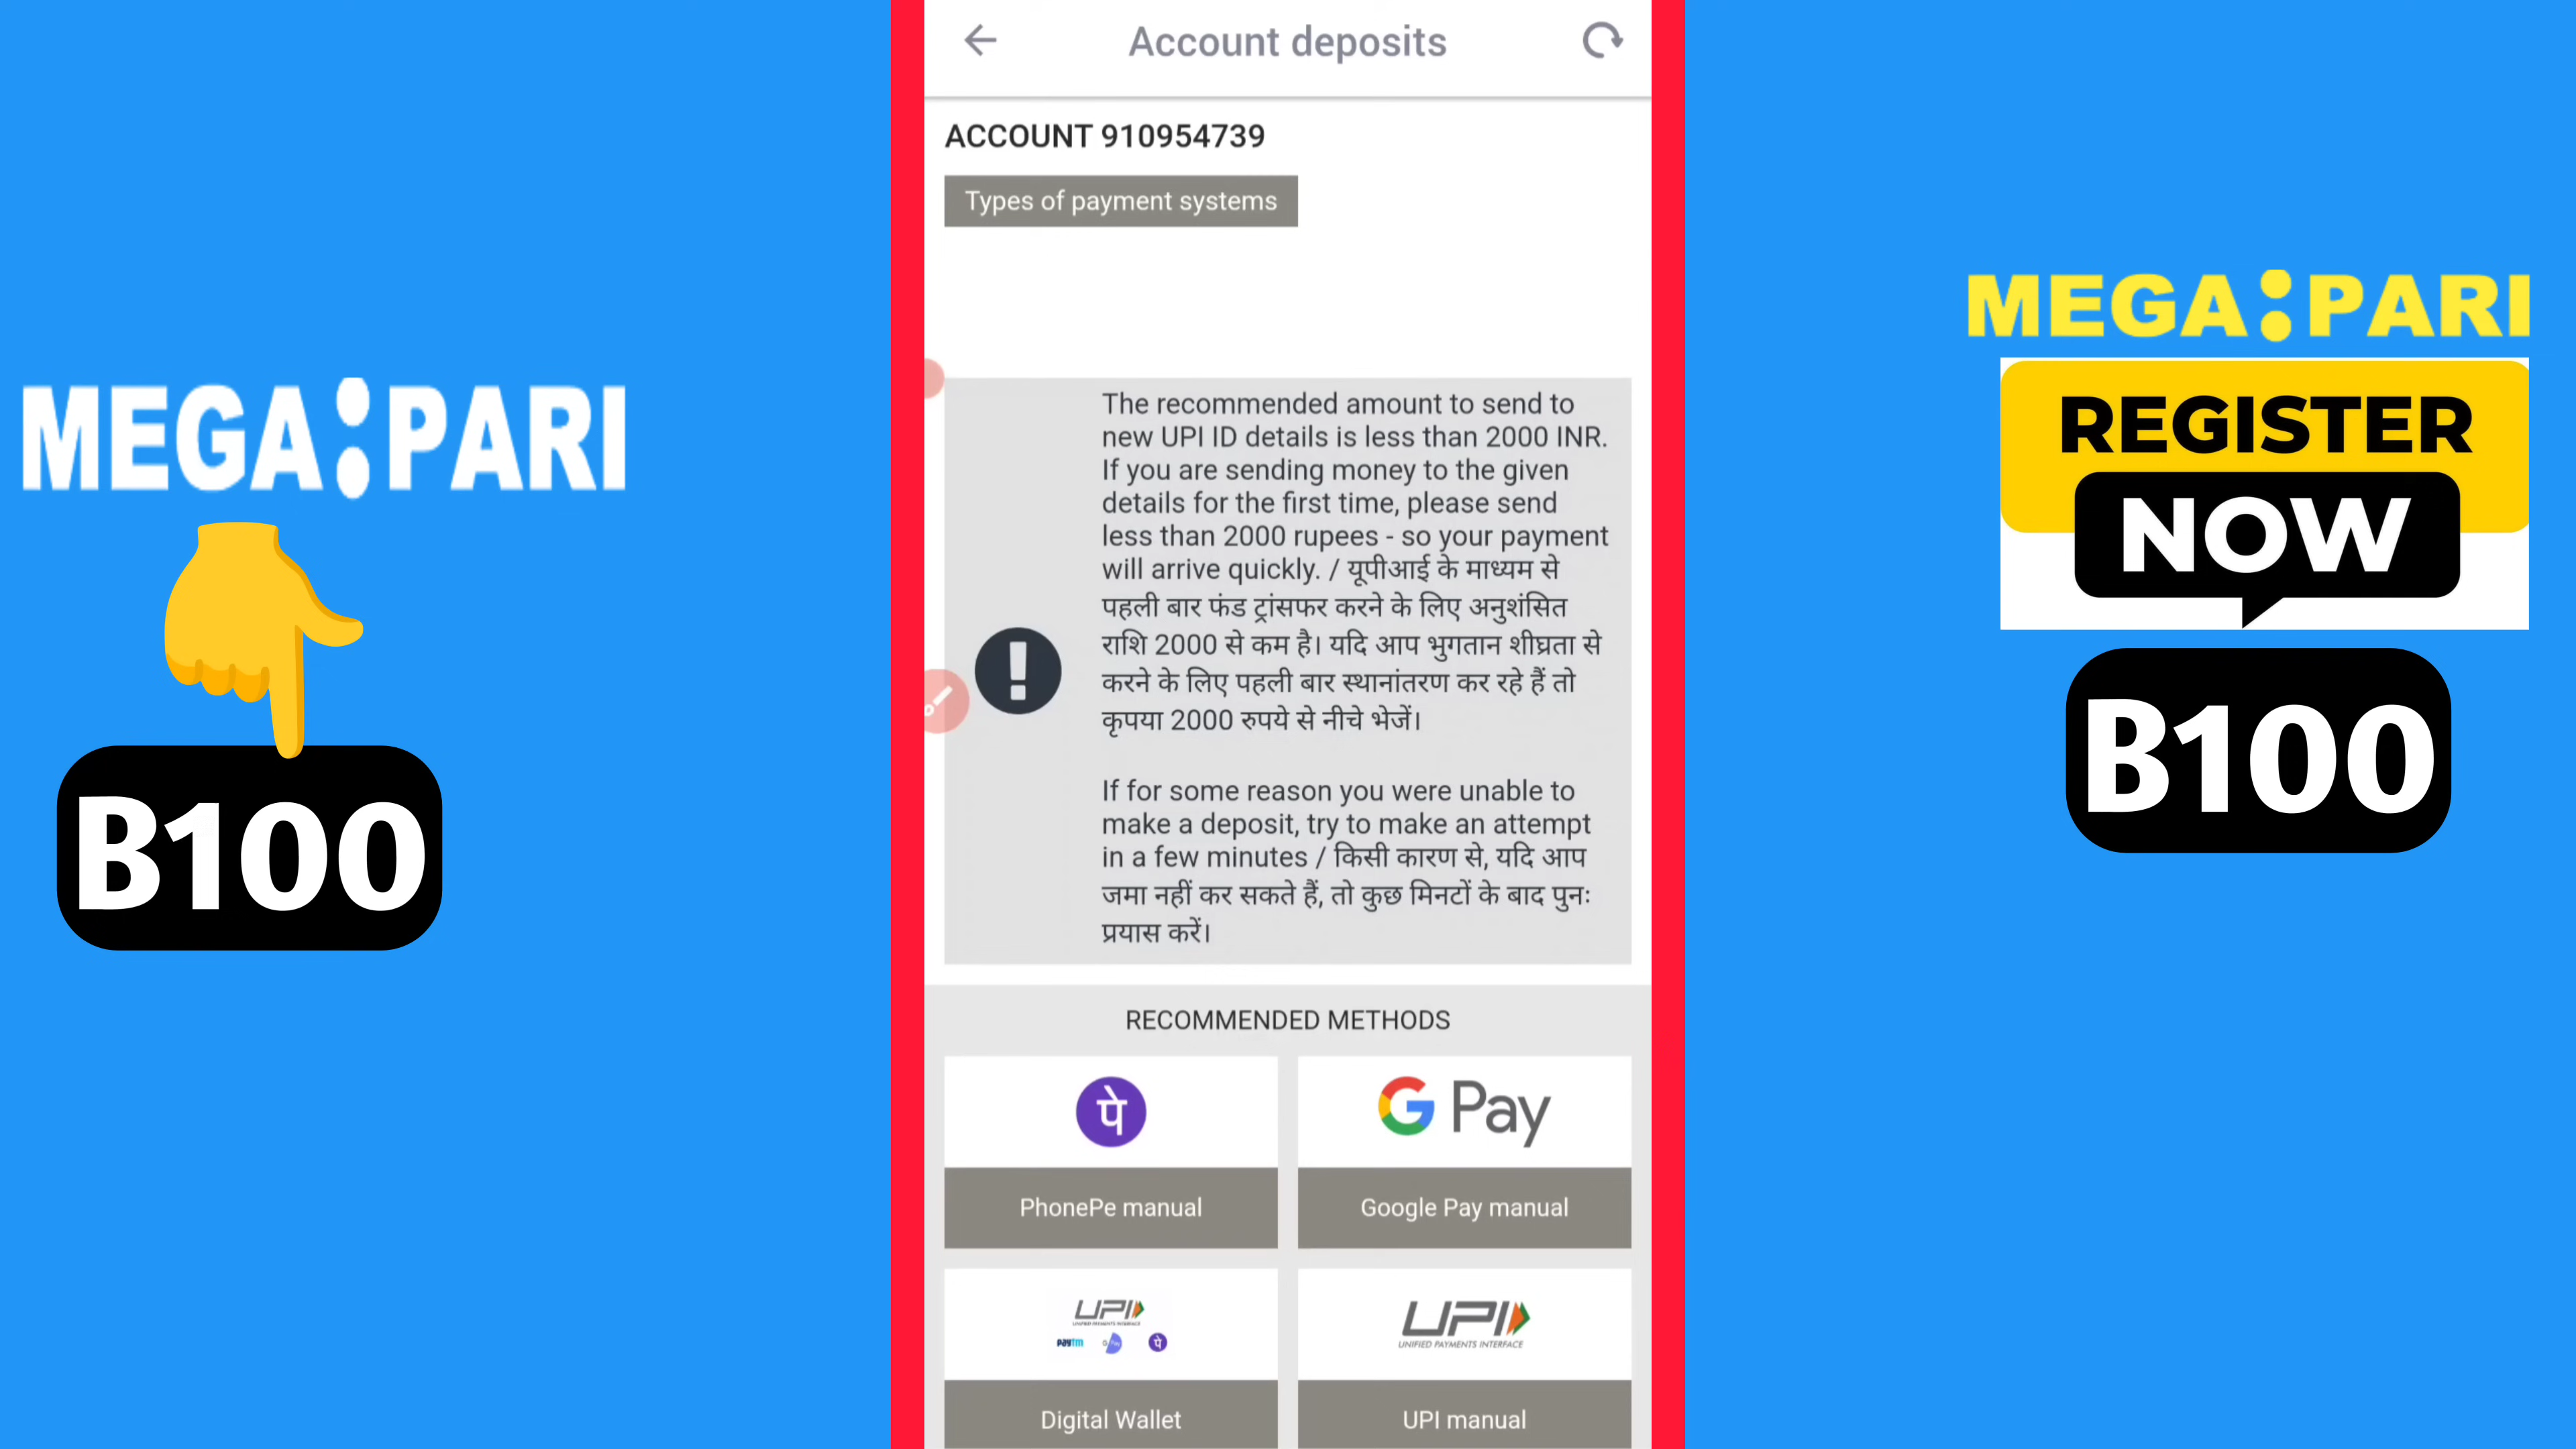 Account deposits
ACCOUNT 910954739
Types of payment systems
MEGA:PARI
B100
The recommended amount to send to
new UPI ID details is less than 2000 INR.
If you are sending money to the given
details for the first time, please send
less than 2000 rupees - so your payment
will arrive quickly. / यूपीआई के माध्यम से
पहली बार फंड ट्रांसफर करने के लिए अनुशंसित
राशि 2000 से कम है। यदि आप भुगतान शीघ्रता से
करने के लिए पहली बार स्थानांतरण कर रहे हैं तो
कृपया 2000 रुपये से नीचे भेजें।
If for some reason you were unable to
make a deposit, try to make an attempt
in a few minutes / किसी कारण से, यदि आप
जमा नहीं कर सकते हैं, तो कुछ मिनटों के बाद पुनः
प्रयास करें।
RECOMMENDED METHODS
पे
G Pay
PhonePe manual
Google Pay manual
UPI
UNIFIED PAYMENTS INTERFACE
paytm
पे
UPI
UNIFIED PAYMENTS INTERFACE
Digital Wallet
UPI manual
MEGA:PARI
REGISTER
NOW
B100